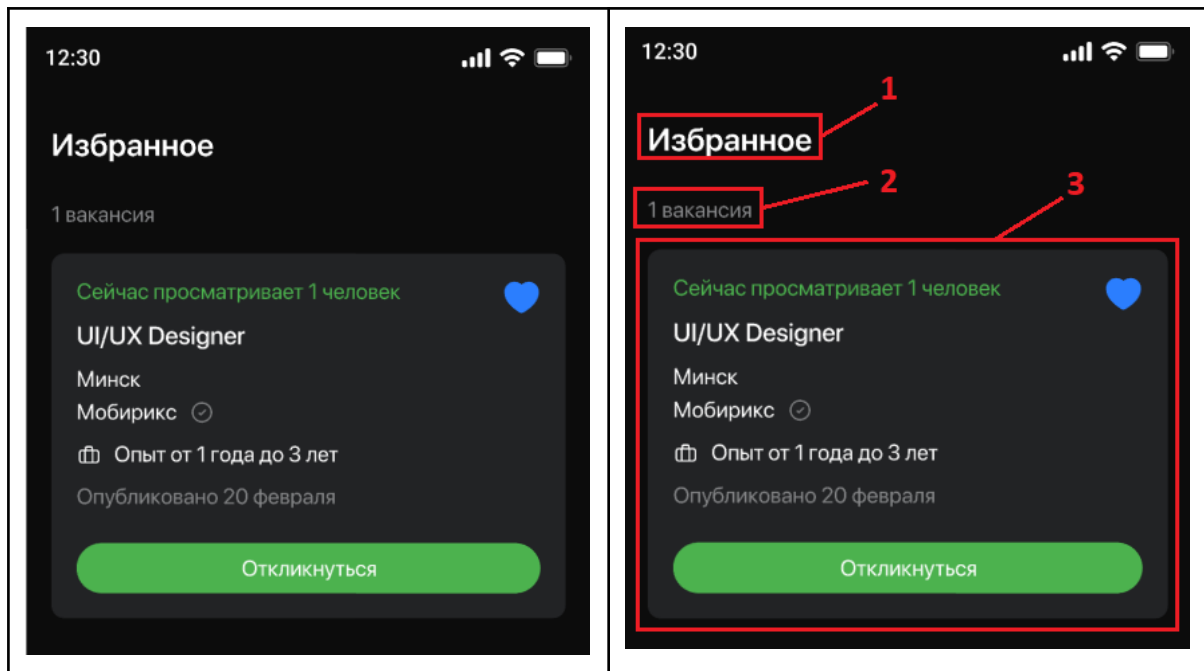 12:30
Избранное
1 вакансия
Сейчас просматривает 1 человек
UI/UX Designer
Минск
Мобирикс
Опыт от 1 года до 3 лет
Опубликовано 20 февраля
Откликнуться
12:30
1
Избранное
2
1 вакансия
3
Сейчас просматривает 1 человек
UI/UX Designer
Минск
Мобирикс
Опыт от 1 года до 3 лет
Опубликовано 20 февраля
Откликнуться